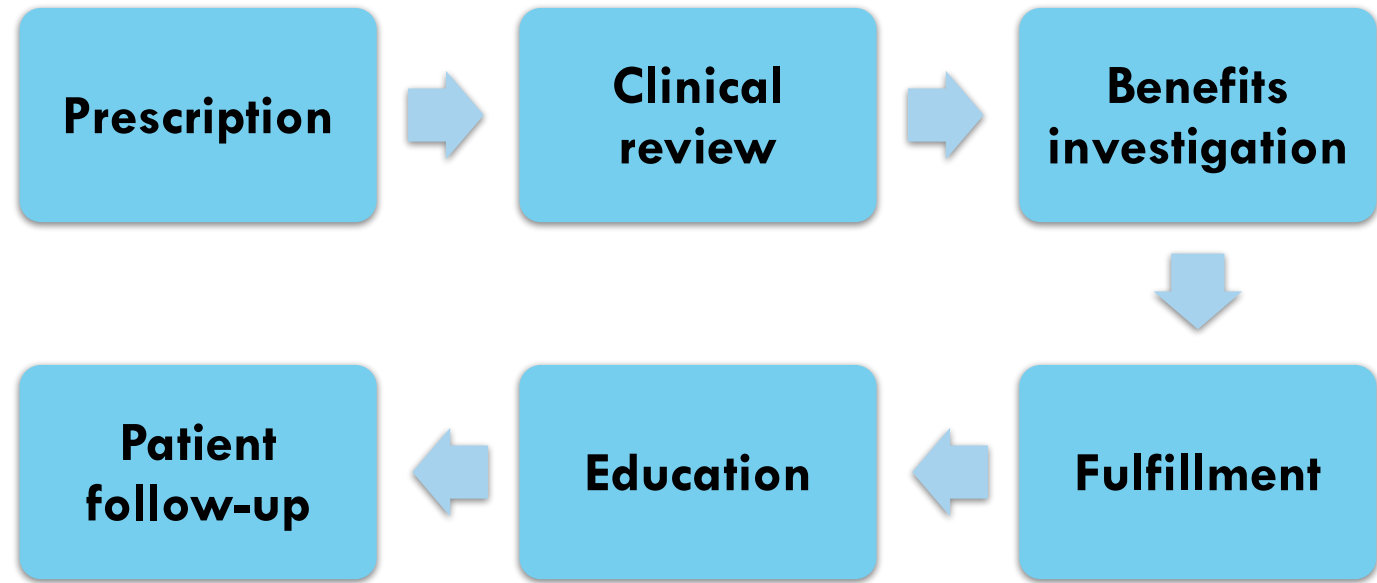 Prescription
Clinical
review
Benefits
investigation
Patient
follow-up
Education
Fulfillment